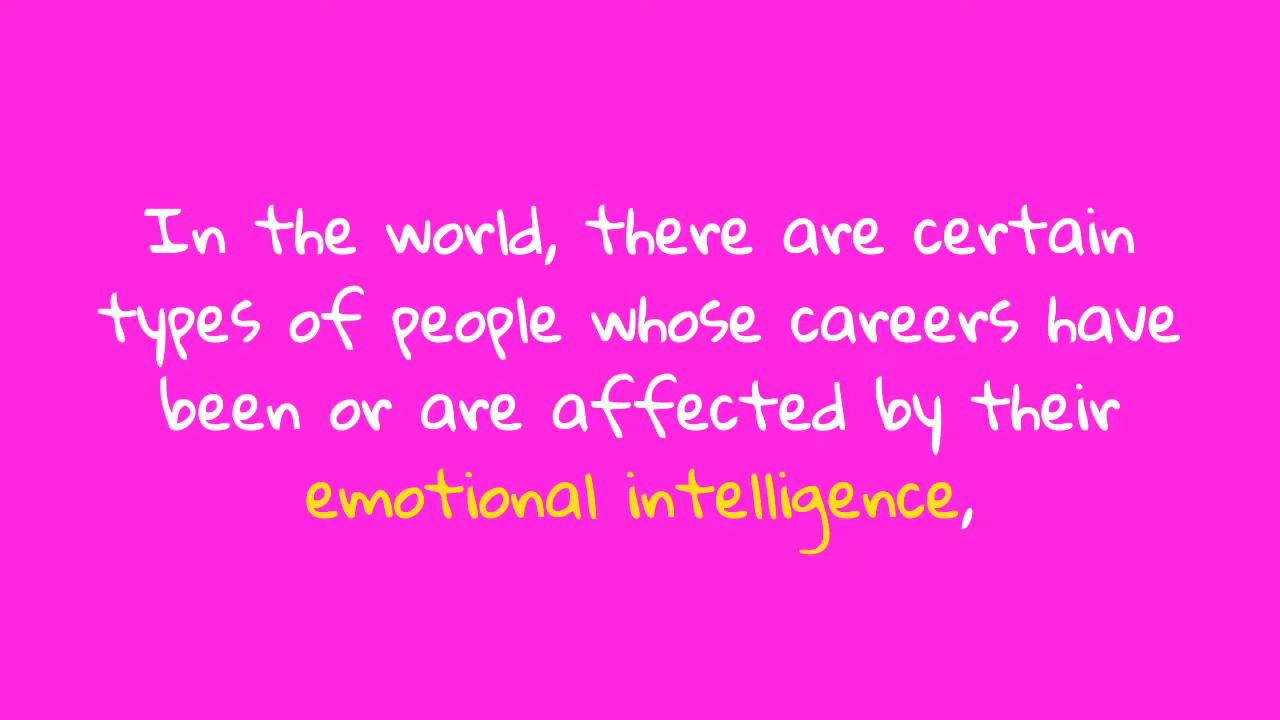 In the world, there are certain
types of people whose careers have
been or are affected by their
emotional intelligence,